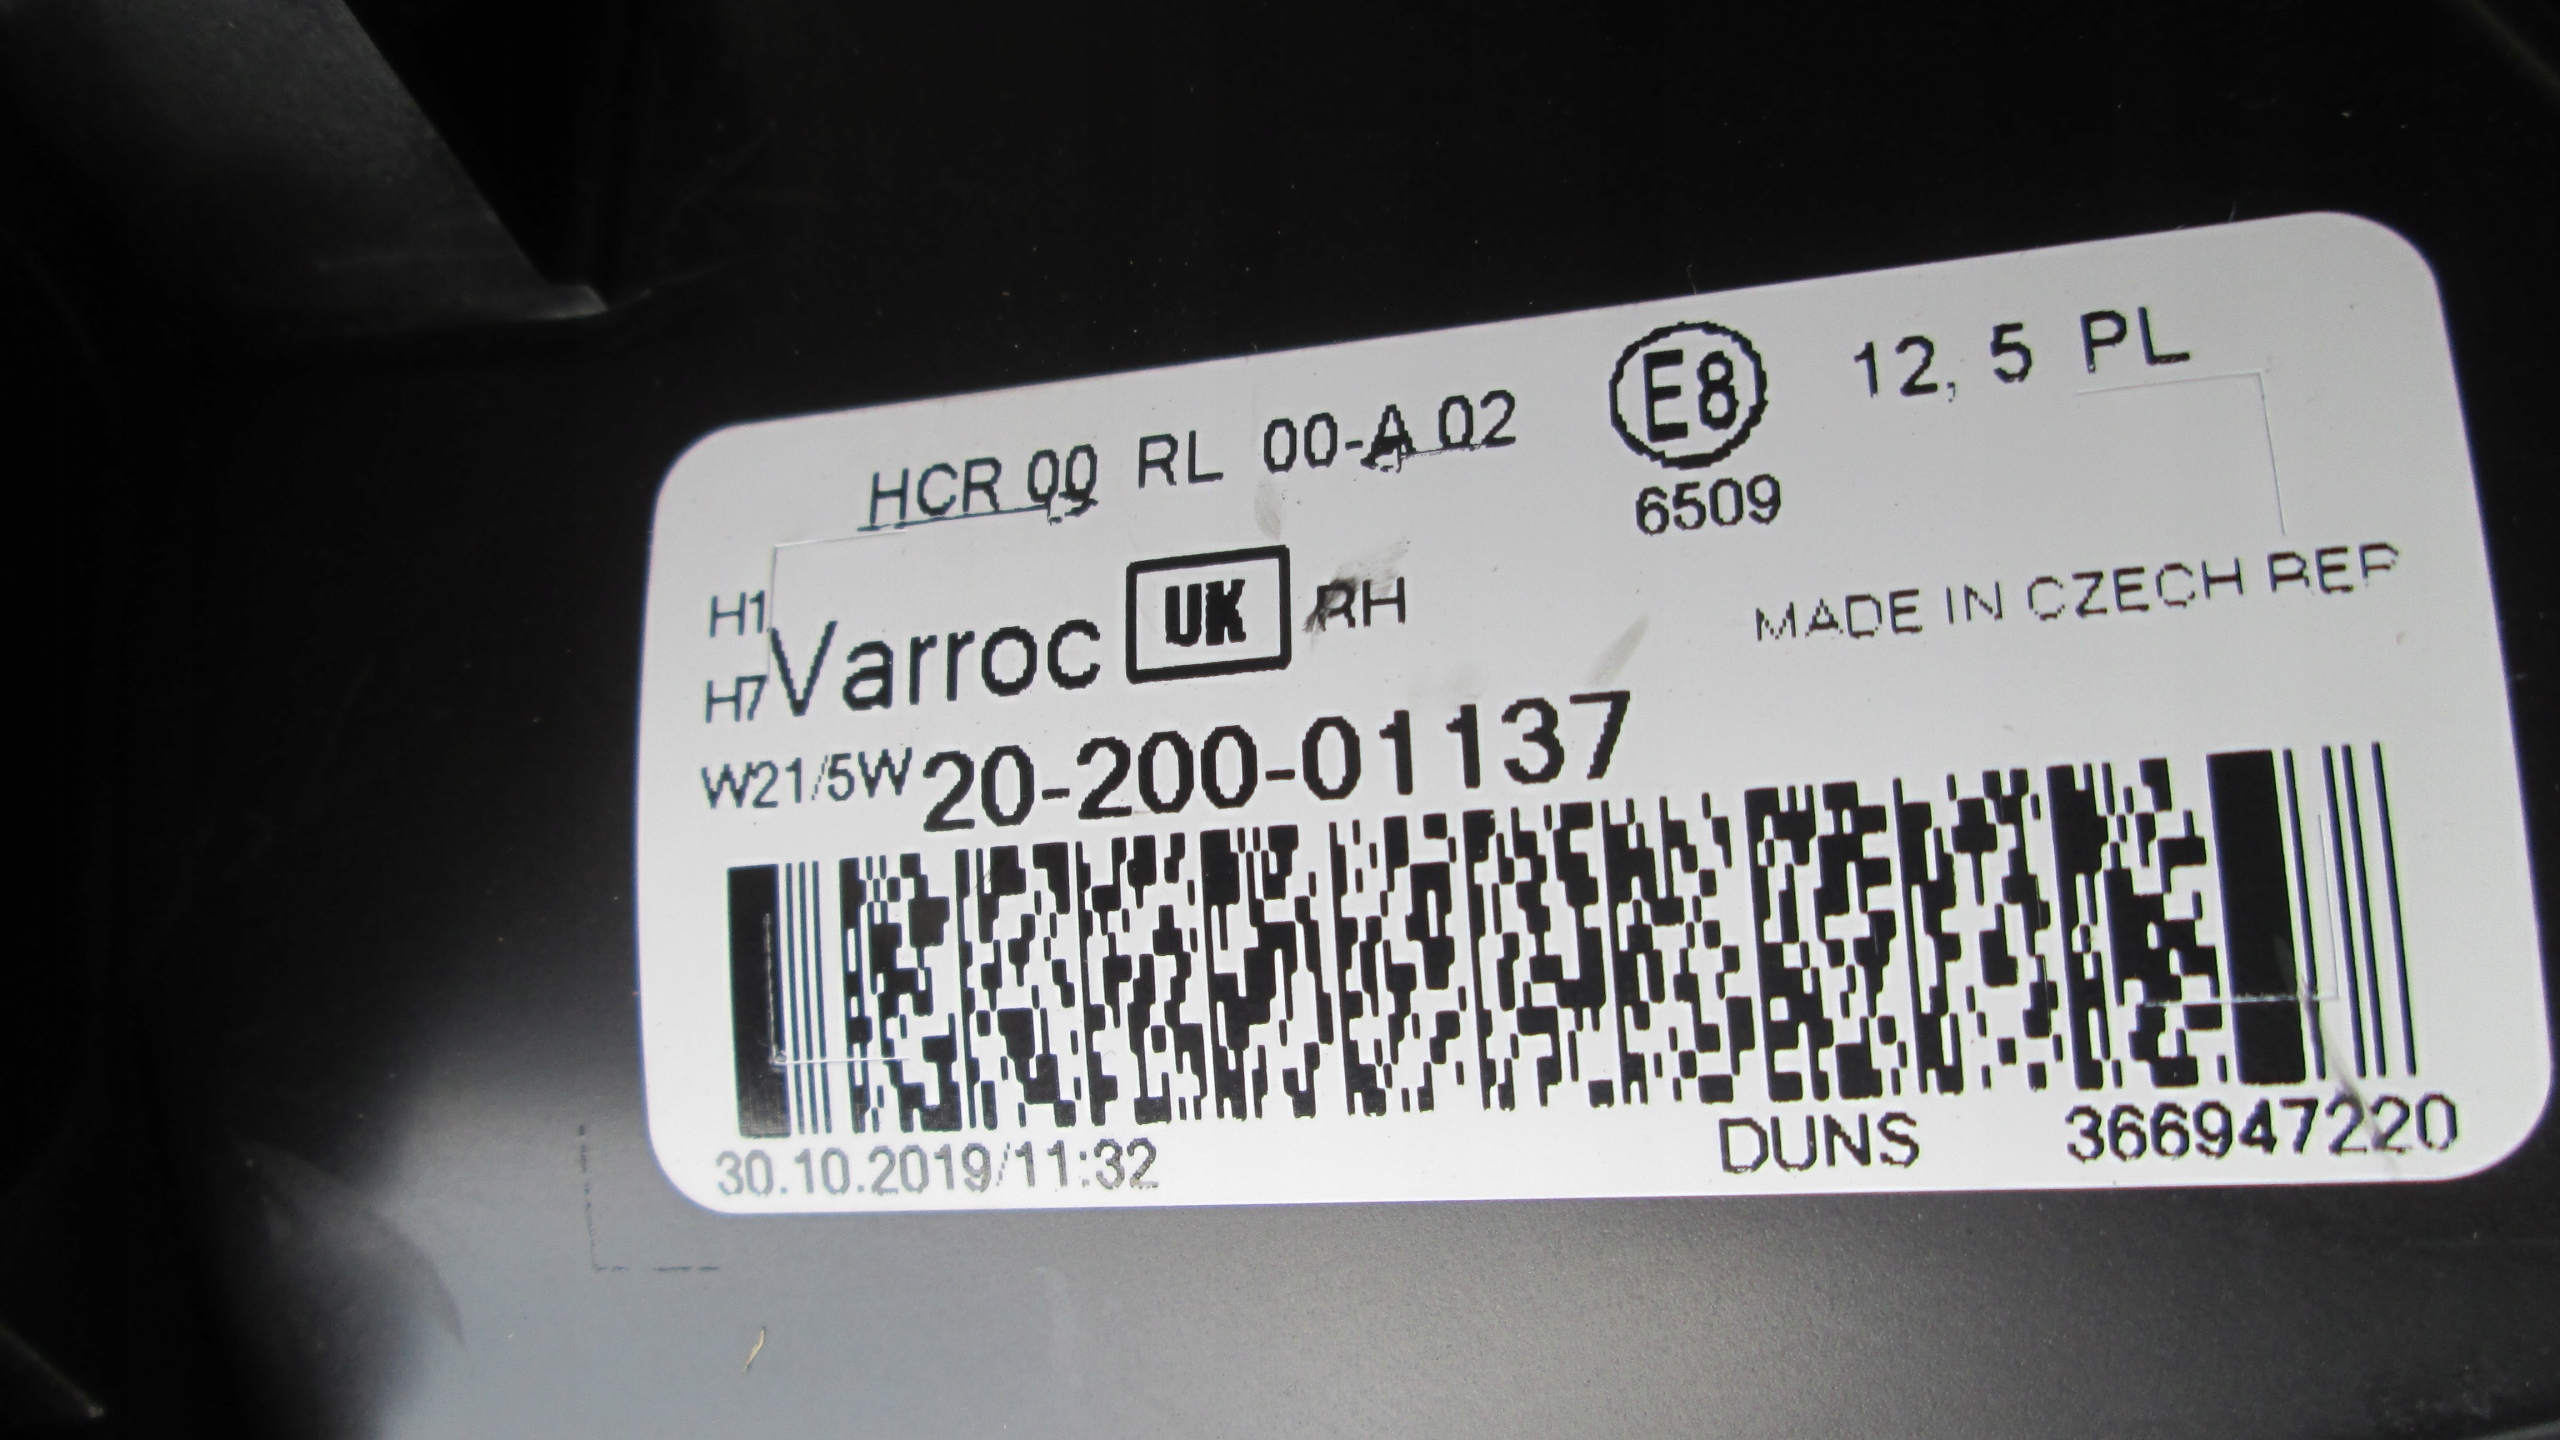 HCR 00 RL 00-A 02 E8 12, 5 PL
6509
H1
Varroc UK RH MADE IN CZECH REP
H7
W21/5W 20-200-01137
30.10.2019/11:32 DUNS 366947220